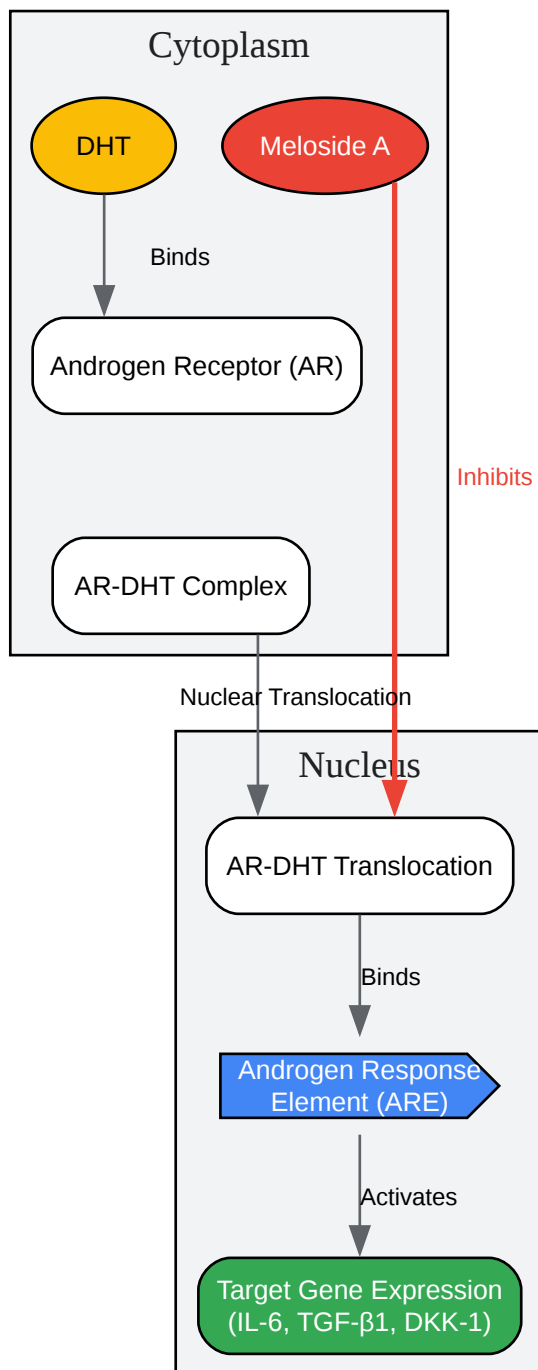 Cytoplasm
DHT
Meloside A
Binds
Androgen Receptor (AR)
Inhibits
AR-DHT Complex
Nuclear Translocation
Nucleus
AR-DHT Translocation
Binds
Androgen Response
Element (ARE)
Activates
Target Gene Expression
(IL-6, TGF-β1, DKK-1)